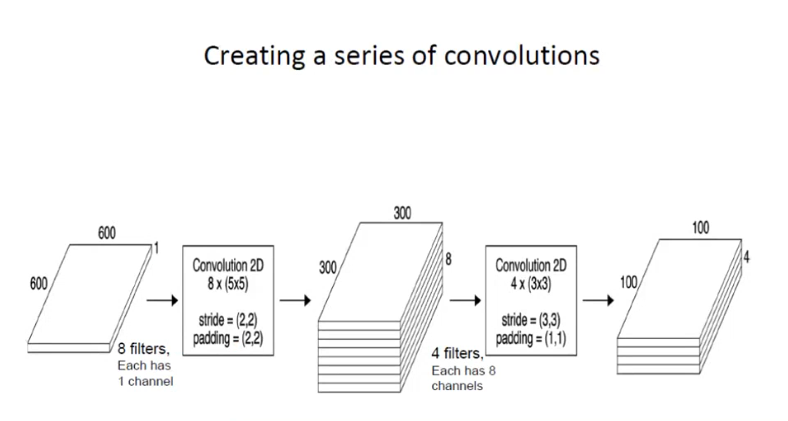 Creating a series of convolutions
600
600
1
8 filters,
Each has
1 channel
Convolution 2D
8 x (5x5)
stride = (2,2)
padding = (2,2)
300
300
8
4 filters,
Each has 8
channels
Convolution 2D
4 x (3x3)
stride = (3,3)
padding = (1,1)
100
100
4